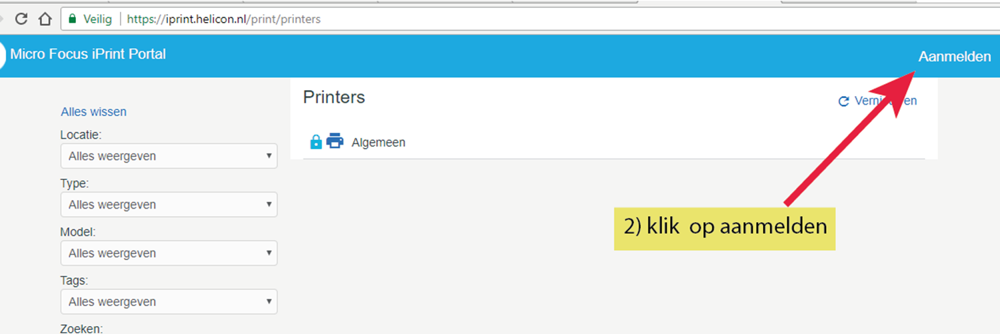 Veilig https://iprint.helicon.nl/print/printers
Micro Focus iPrint Portal
Aanmelden
Printers
Alles wissen
Locatie:
Alles weergeven
Type:
Alles weergeven
Model:
Alles weergeven
Tags:
Alles weergeven
Zoeken:
Algemeen
2) klik op aanmelden